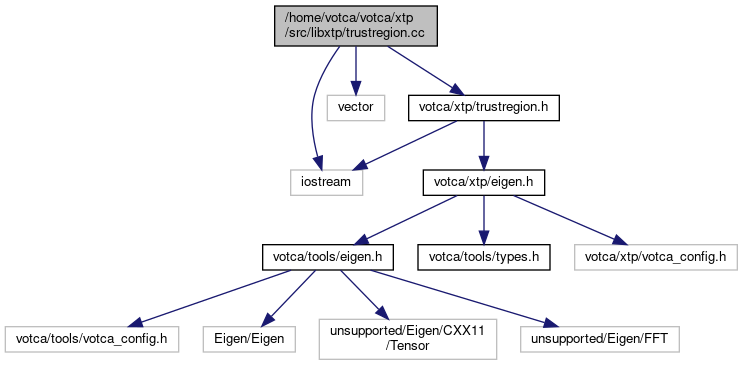 /home/votca/votca/xtp
/src/libxtp/trustregion.cc
vector
votca/xtp/trustregion.h
iostream
votca/xtp/eigen.h
votca/tools/eigen.h
votca/tools/types.h
votca/xtp/votca_config.h
votca/tools/votca_config.h
Eigen/Eigen
unsupported/Eigen/CXX11
/Tensor
unsupported/Eigen/FFT